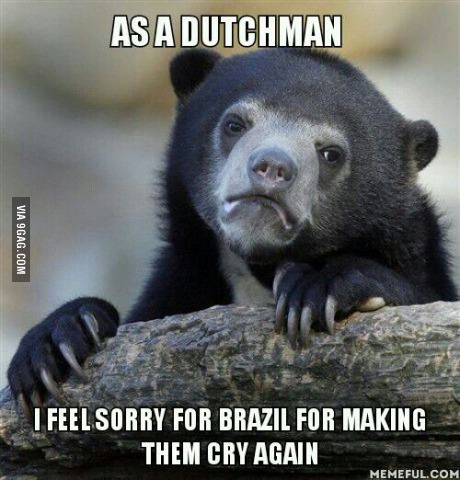 AS A DUTCHMAN
VIA 9GAG.COM
I FEEL SORRY FOR BRAZIL FOR MAKING
THEM CRY AGAIN
MEMEFUL.COM